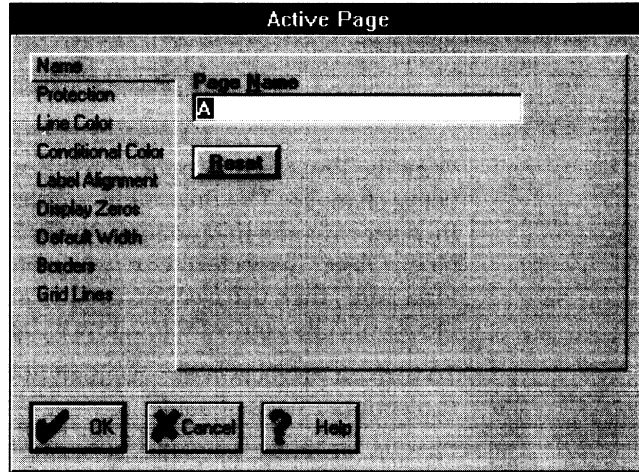 Active Page
Name
Protection
Line Color
Conditional Color
Label Alignment
Display Zeros
Default Width
Borders
Grid Lines
Page Name
A
Reset
OK
Cancel
Help